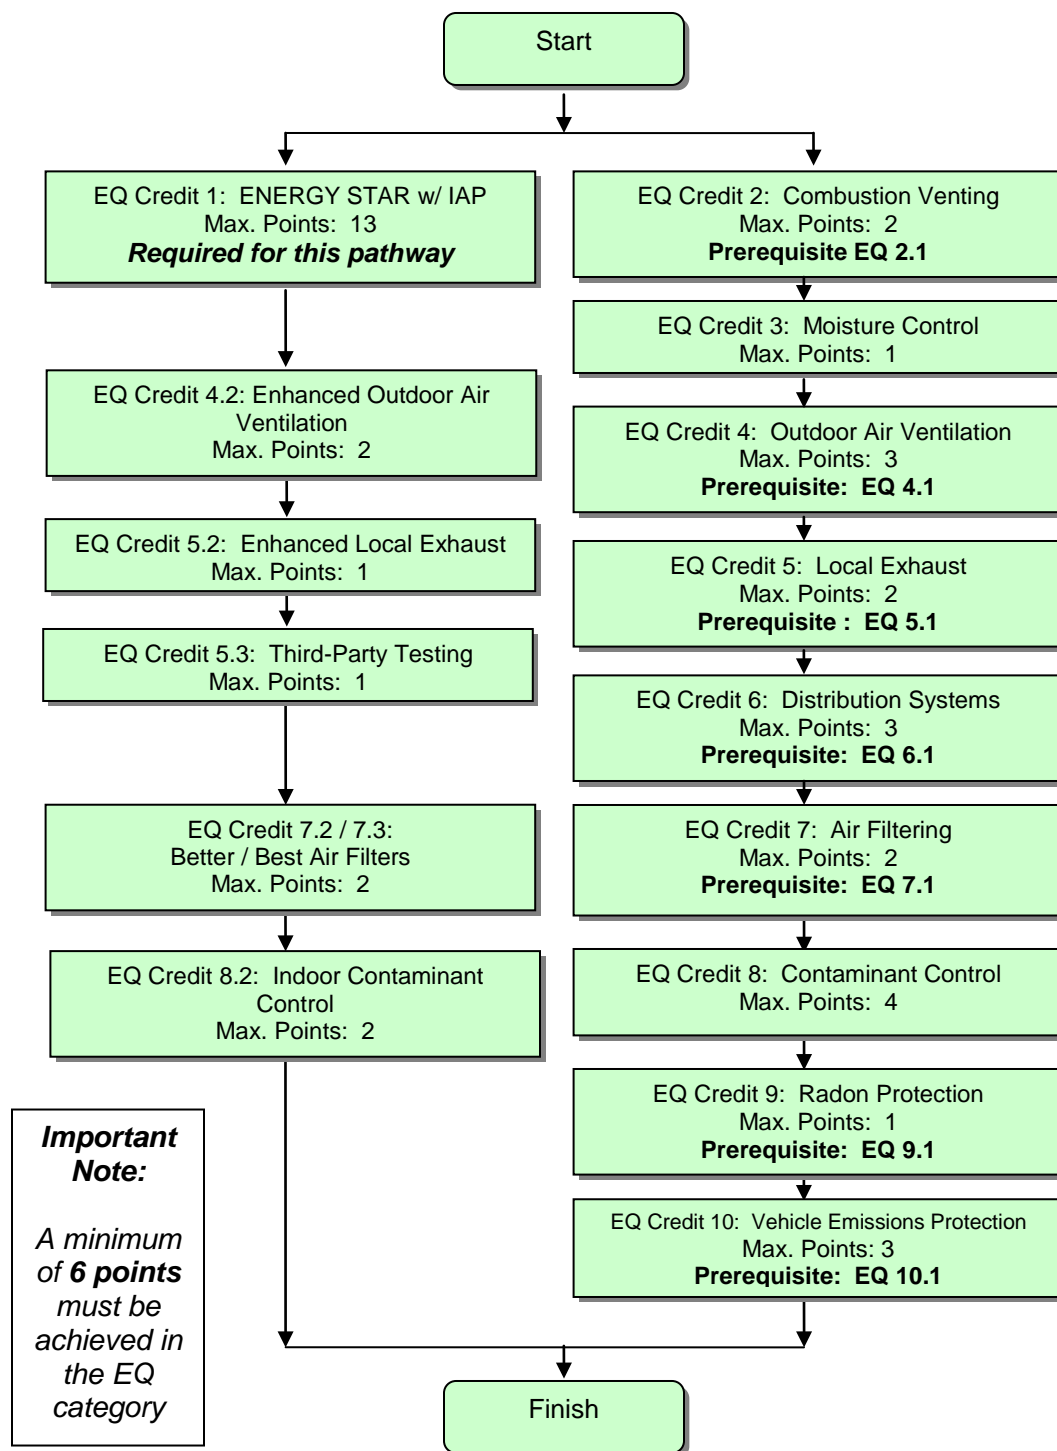 Start
EQ Credit 1: ENERGY STAR w/ IAP
Max. Points: 13
Required for this pathway
EQ Credit 4.2: Enhanced Outdoor Air
Ventilation
Max. Points: 2
EQ Credit 5.2: Enhanced Local Exhaust
Max. Points: 1
EQ Credit 5.3: Third-Party Testing
Max. Points: 1
EQ Credit 7.2 / 7.3:
Better / Best Air Filters
Max. Points: 2
EQ Credit 8.2: Indoor Contaminant
Control
Max. Points: 2
EQ Credit 2: Combustion Venting
Max. Points: 2
Prerequisite EQ 2.1
EQ Credit 3: Moisture Control
Max. Points: 1
EQ Credit 4: Outdoor Air Ventilation
Max. Points: 3
Prerequisite: EQ 4.1
EQ Credit 5: Local Exhaust
Max. Points: 2
Prerequisite : EQ 5.1
EQ Credit 6: Distribution Systems
Max. Points: 3
Prerequisite: EQ 6.1
EQ Credit 7: Air Filtering
Max. Points: 2
Prerequisite: EQ 7.1
EQ Credit 8: Contaminant Control
Max. Points: 4
EQ Credit 9: Radon Protection
Max. Points: 1
Prerequisite: EQ 9.1
EQ Credit 10: Vehicle Emissions Protection
Max. Points: 3
Prerequisite: EQ 10.1
Important
Note:
A minimum
of 6 points
must be
achieved in
the EQ
category
Finish